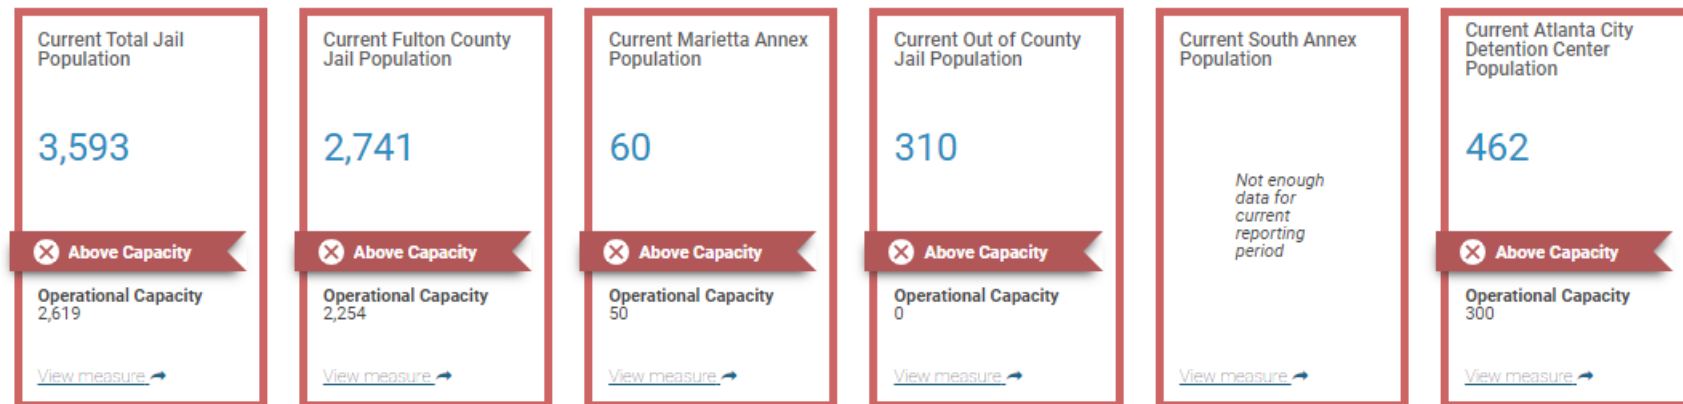 Current Total Jail
Population
3,593
Above Capacity
Operational Capacity
2,619
View measure
Current Fulton County
Jail Population
2,741
Above Capacity
Operational Capacity
2,254
View measure
Current Marietta Annex
Population
60
Above Capacity
Operational Capacity
50
View measure
Current Out of County
Jail Population
310
Above Capacity
Operational Capacity
0
View measure
Current South Annex
Population
Not enough
data for
current
reporting
period
View measure
Current Atlanta City
Detention Center
Population
462
Above Capacity
Operational Capacity
300
View measure